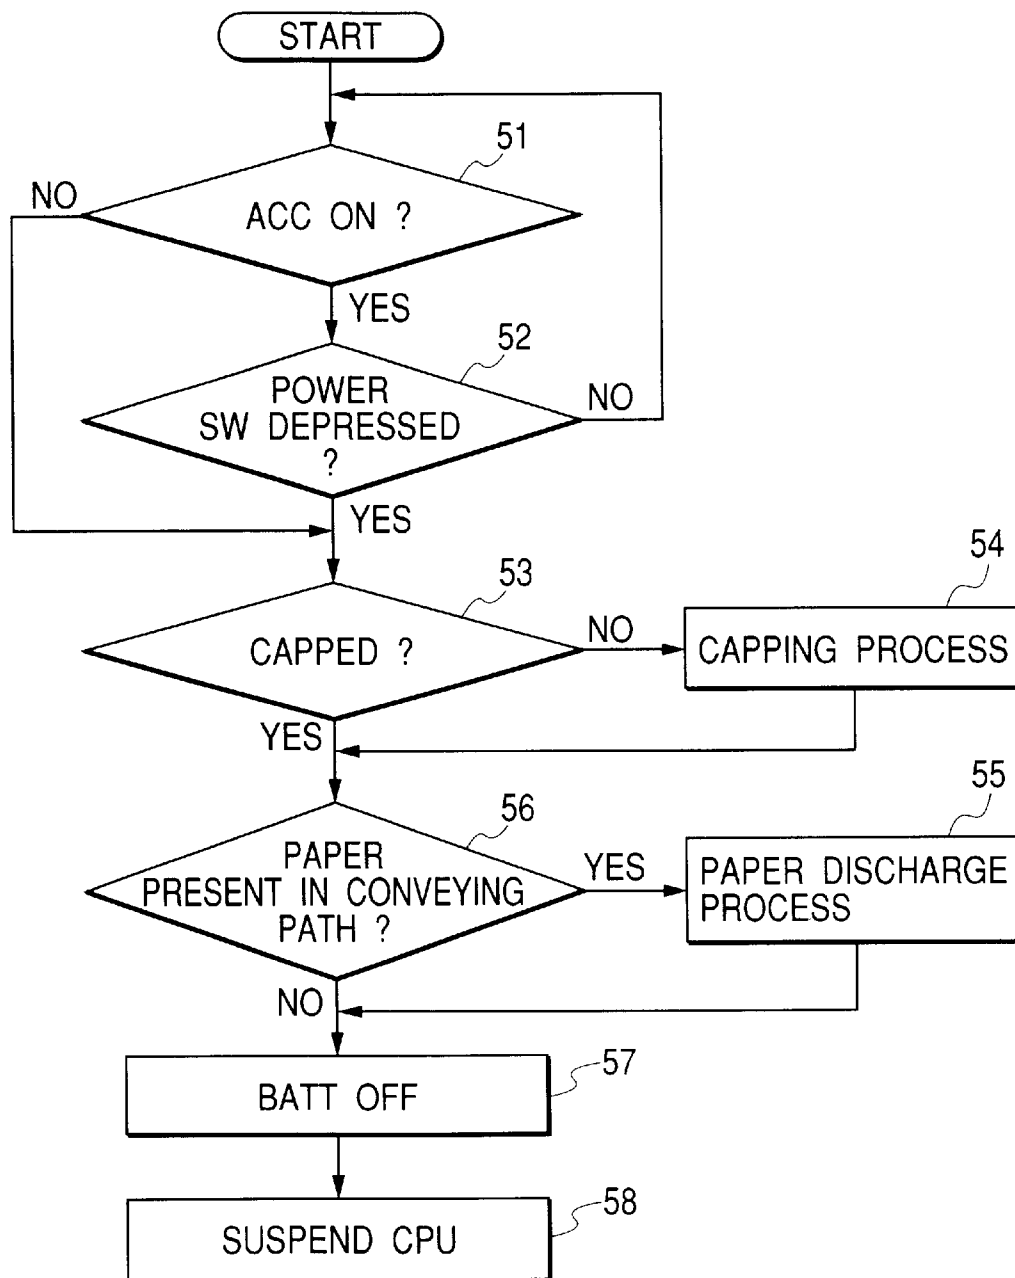 START
51
NO
ACC ON ?
YES
52
POWER
SW DEPRESSED
?
NO
YES
53
CAPPED ?
NO
54
CAPPING PROCESS
YES
56
PAPER
PRESENT IN CONVEYING
PATH ?
YES
55
PAPER DISCHARGE
PROCESS
NO
57
BATT OFF
58
SUSPEND CPU